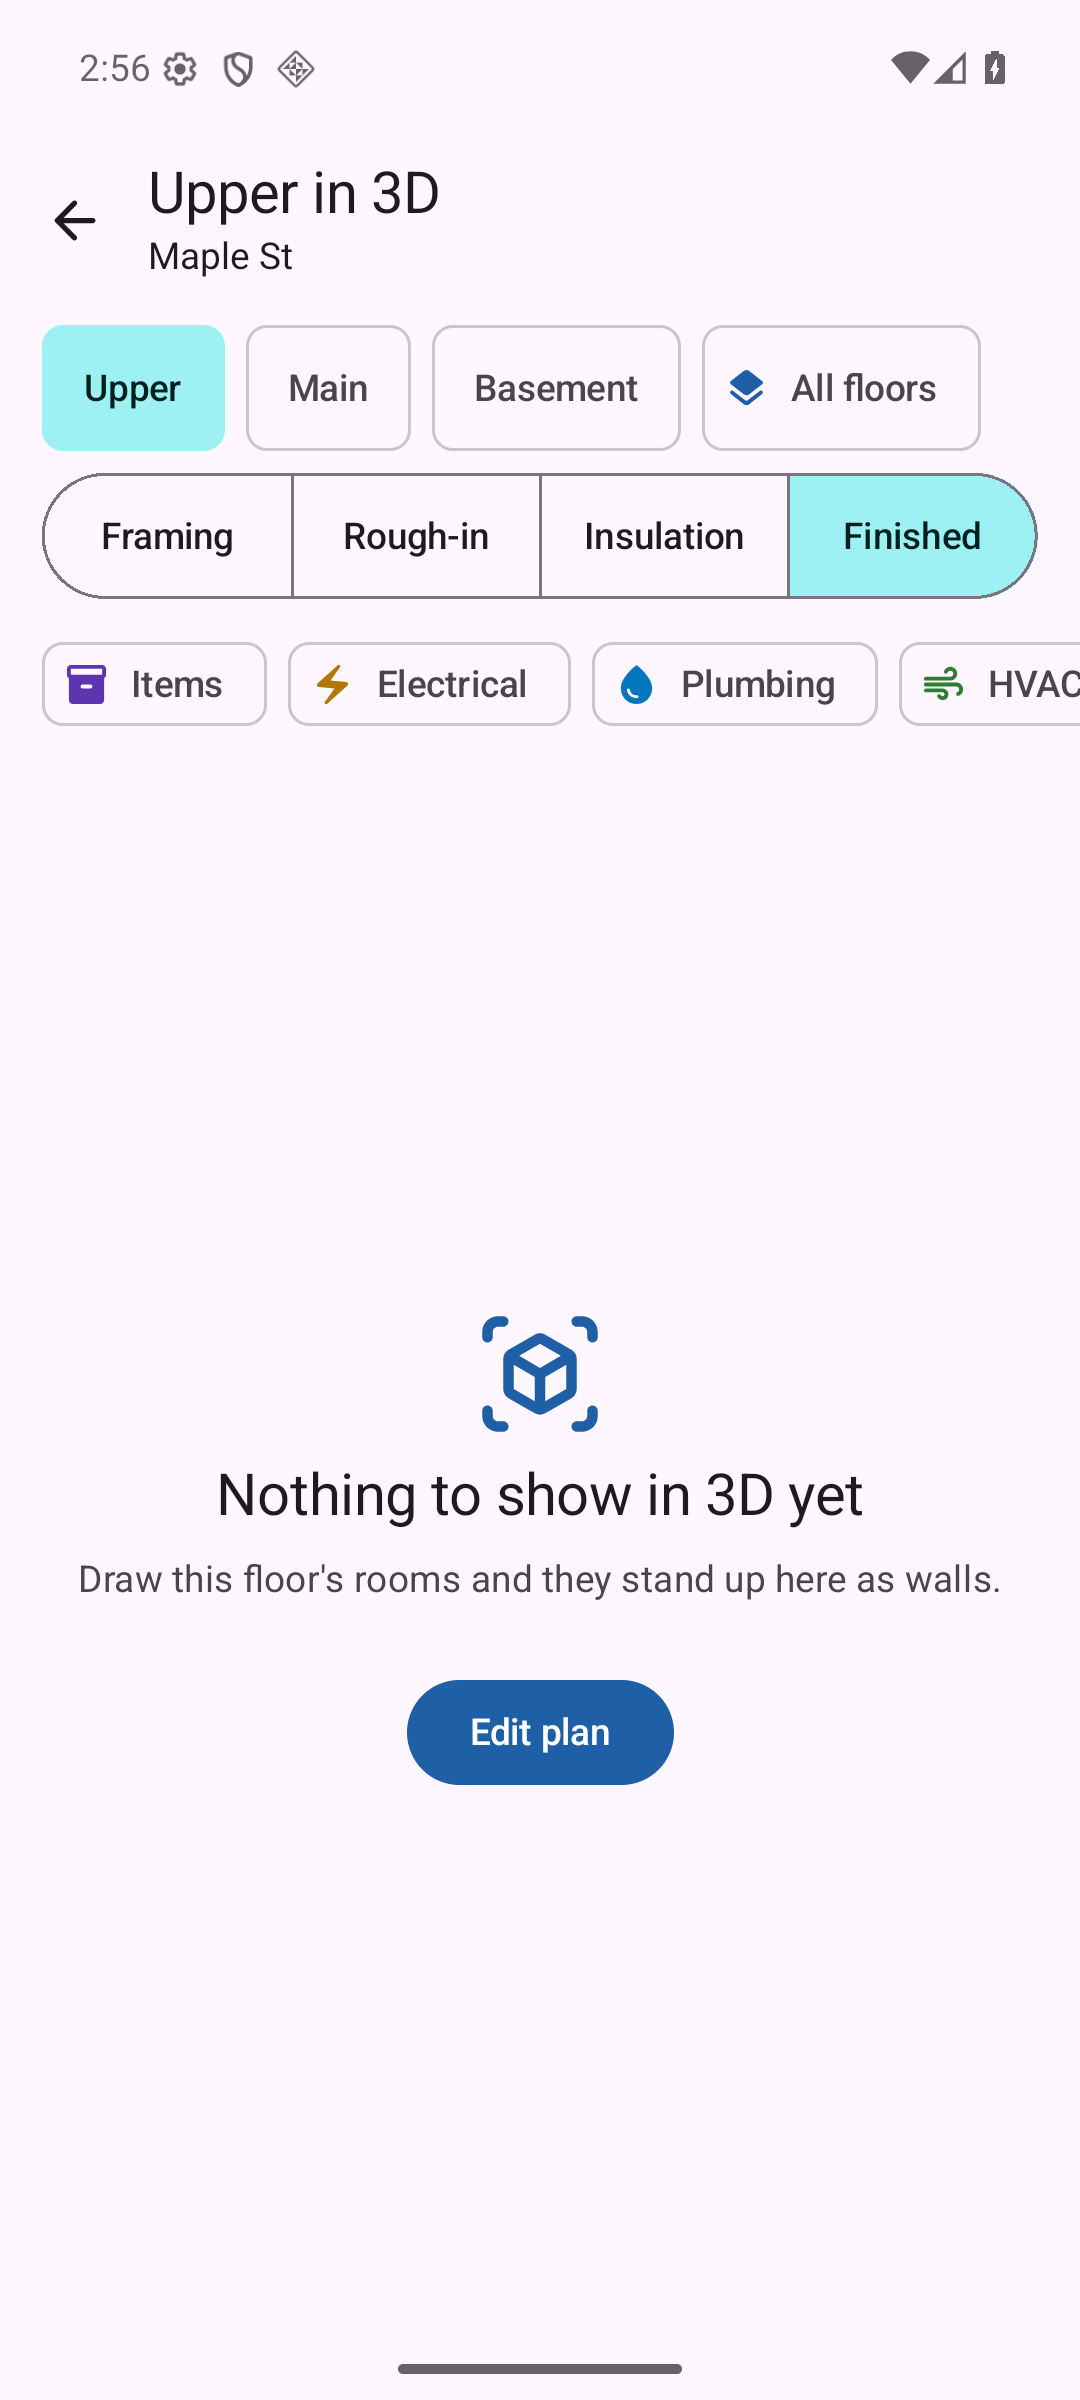 2:56
Upper in 3D
Maple St
Upper Main Basement All floors
Framing Rough-in Insulation Finished
Items Electrical Plumbing HVAC
Nothing to show in 3D yet
Draw this floor's rooms and they stand up here as walls.
Edit plan